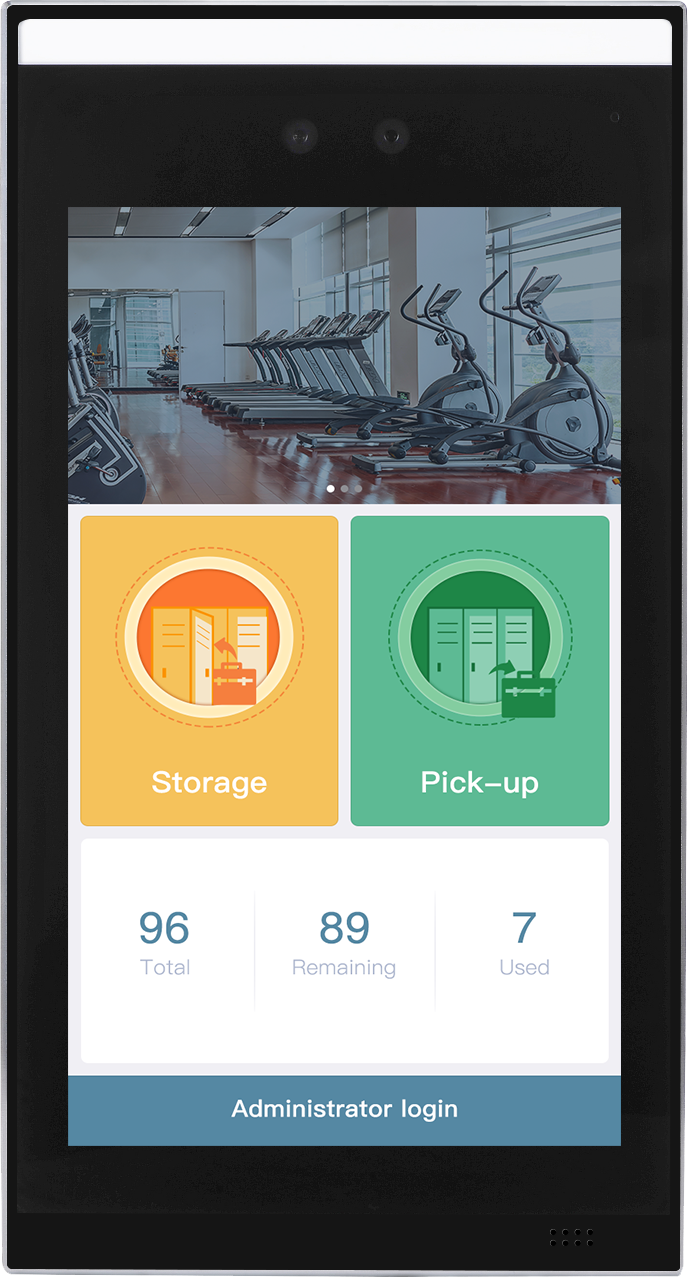 Storage
Pick-up
96
89
7
Total
Remaining
Used
Administrator login